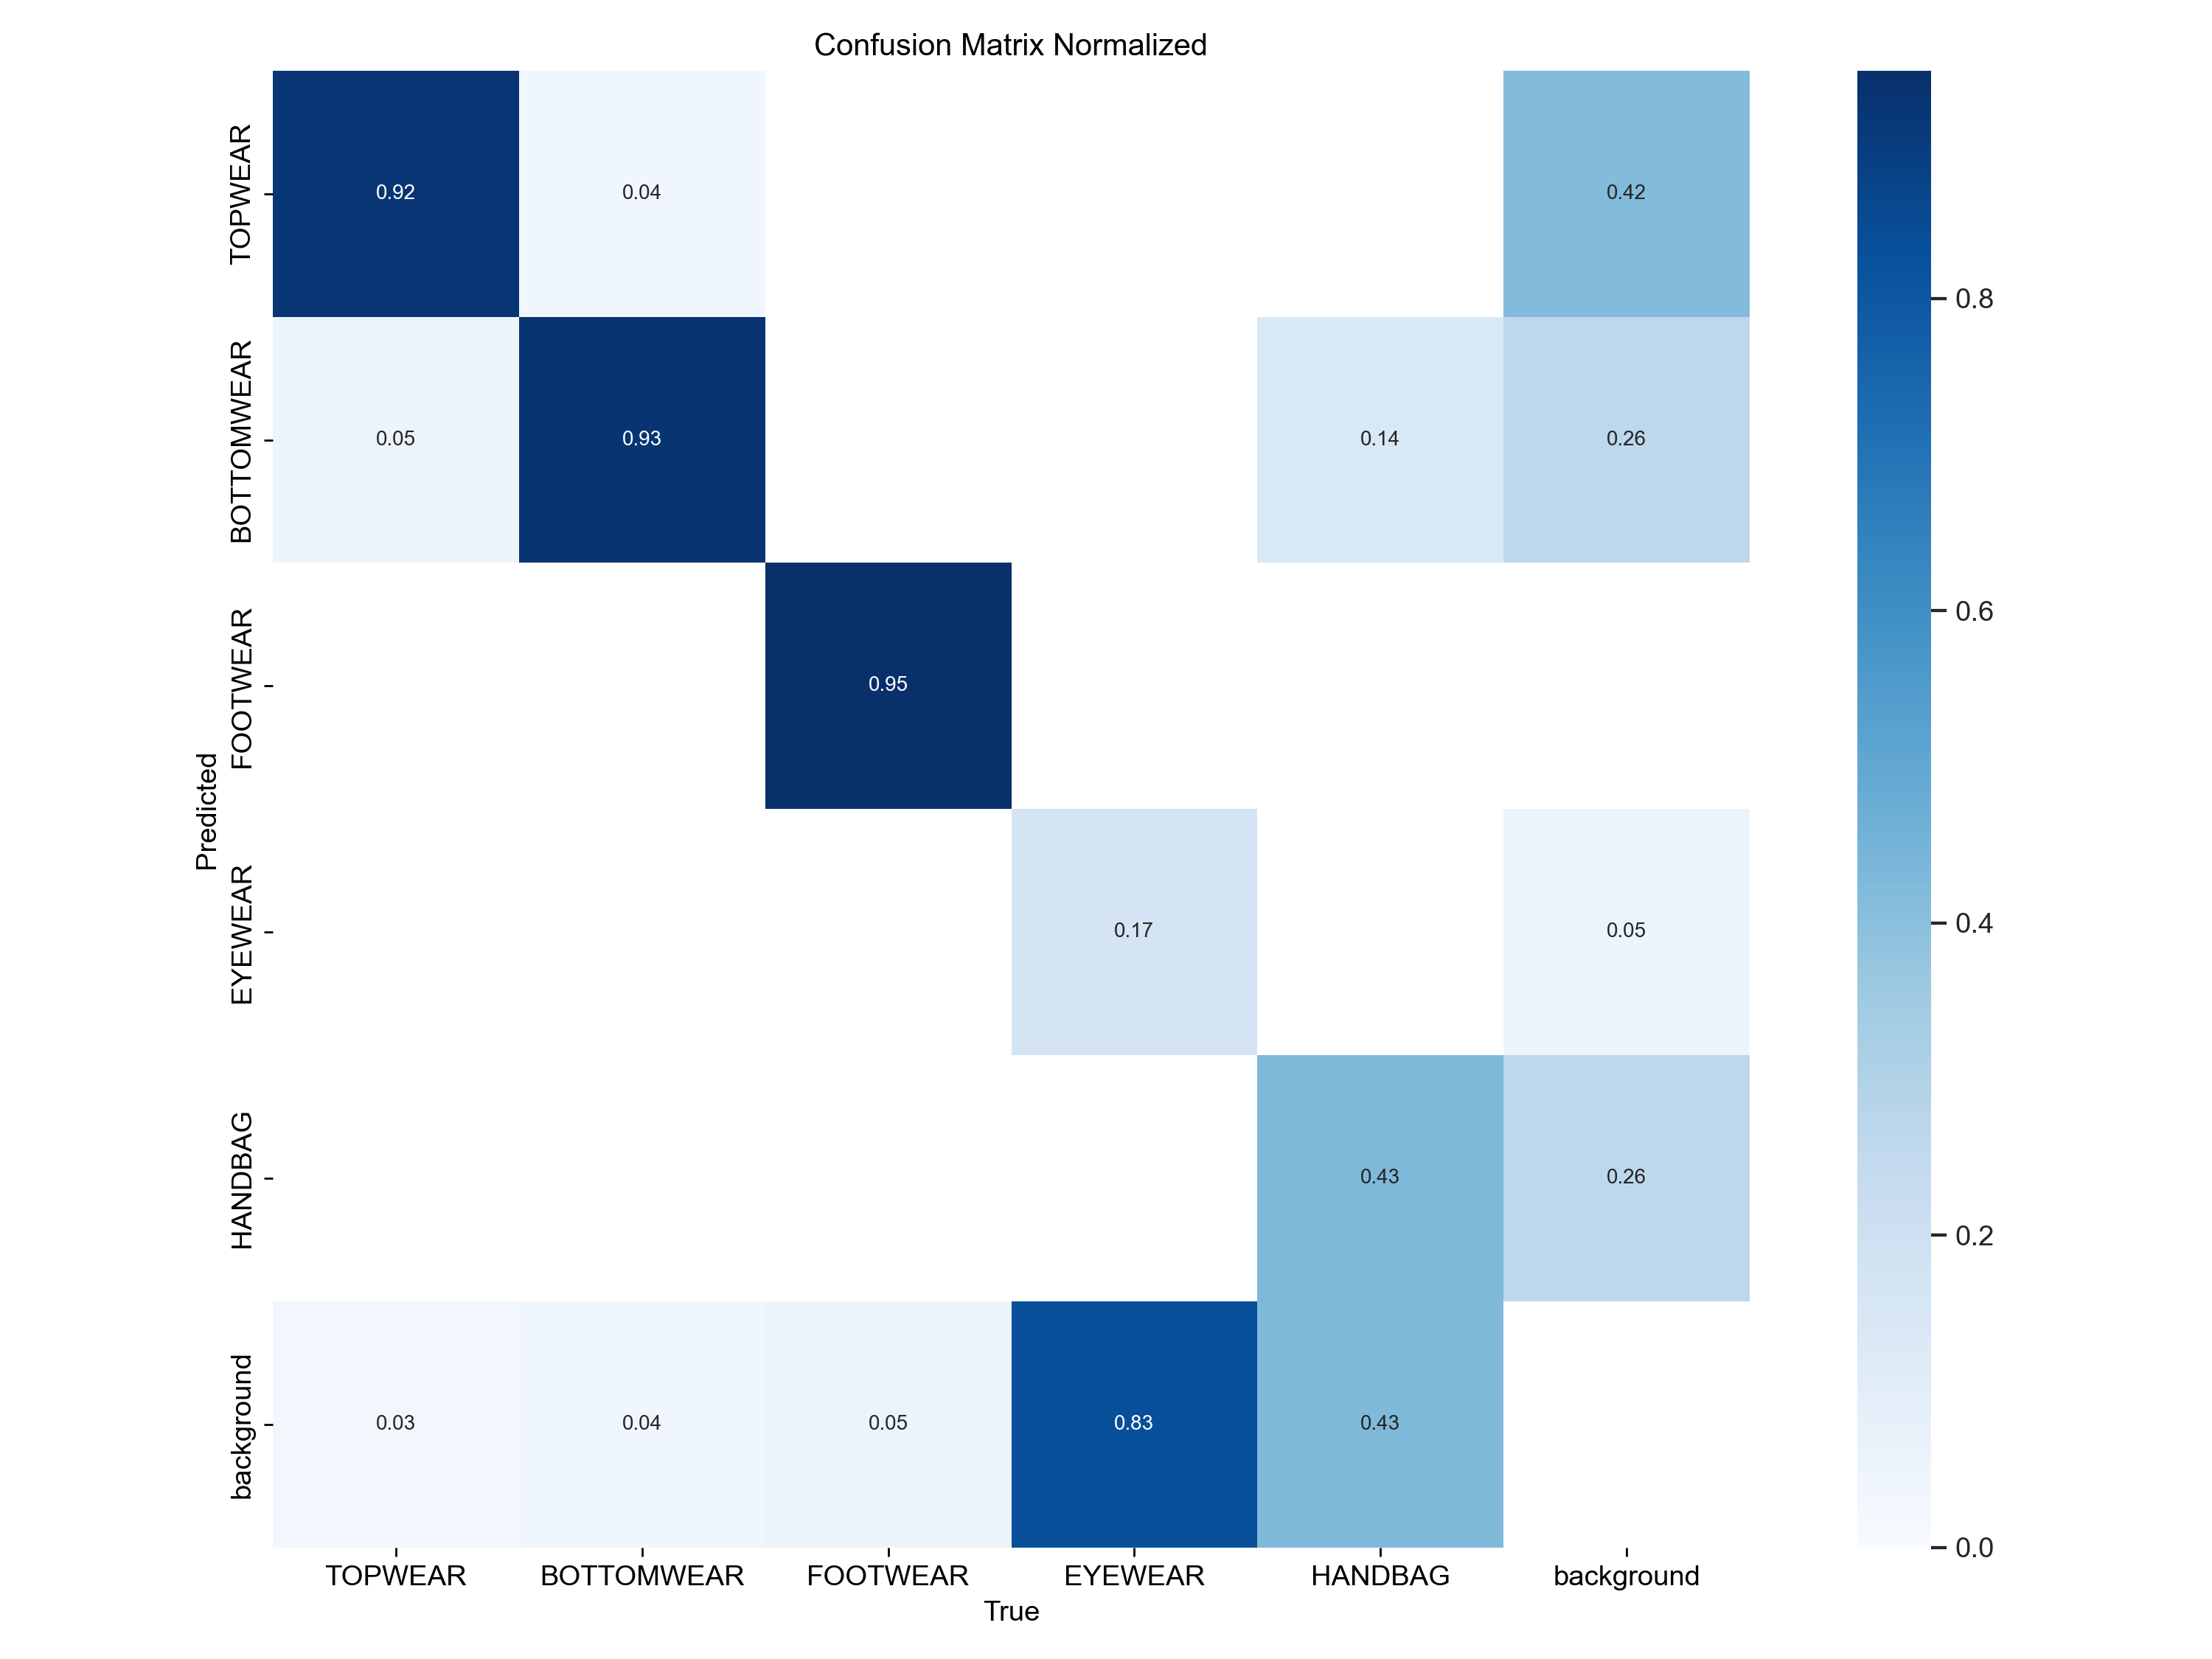 Confusion Matrix Normalized
TOPWEAR
0.92
0.04
0.42
0.8
BOTTOMWEAR
0.05
0.93
0.14
0.26
0.6
FOOTWEAR
0.95
Predicted
EYEWEAR
0.17
0.05
0.4
HANDBAG
0.43
0.26
0.2
background
0.03
0.04
0.05
0.83
0.43
0.0
TOPWEAR
BOTTOMWEAR
FOOTWEAR
EYEWEAR
HANDBAG
background
True